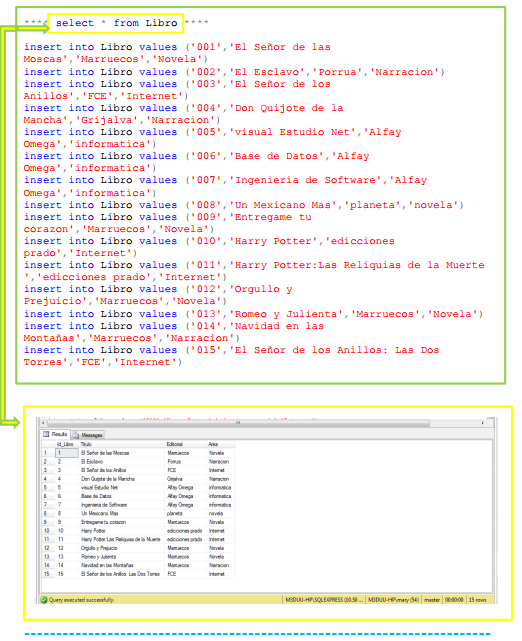 **** select * from Libro ****
insert into Libro values ('001','El Señor de las
Moscas','Marruecos','Novela')
insert into Libro values ('002','El Esclavo','Porrua','Narracion')
insert into Libro values ('003','El Señor de los
Anillos','FCE','Internet')
insert into Libro values ('004','Don Quijote de la
Mancha','Grijalva','Narracion')
insert into Libro values ('005','visual Estudio Net','Alfay
Omega','informatica')
insert into Libro values ('006','Base de Datos','Alfay
Omega','informatica')
insert into Libro values ('007','Ingenieria de Software','Alfay
Omega','informatica')
insert into Libro values ('008','Un Mexicano Mas','planeta','novela')
insert into Libro values ('009','Entregame tu
corazon','Marruecos','Novela')
insert into Libro values ('010','Harry Potter','edicciones
prado','Internet')
insert into Libro values ('011','Harry Potter:Las Reliquias de la Muerte
','edicciones prado','Internet')
insert into Libro values ('012','Orgullo y
Prejuicio','Marruecos','Novela')
insert into Libro values ('013','Romeo y Julienta','Marruecos','Novela')
insert into Libro values ('014','Navidad en las
Montañas','Marruecos','Narracion')
insert into Libro values ('015','El Señor de los Anillos: Las Dos
Torres','FCE','Internet')
Results Messages
Id_Libro Titulo Editorial Area
1 1 El Señor de las Moscas Marruecos Novela
2 2 El Esclavo Porrua Narracion
3 3 El Señor de los Anillos FCE Internet
4 4 Don Quijote de la Mancha Grijalva Narracion
5 5 visual Estudio Net Alfay Omega informatica
6 6 Base de Datos Alfay Omega informatica
7 7 Ingenieria de Software Alfay Omega informatica
8 8 Un Mexicano Mas planeta novela
9 9 Entregame tu corazon Marruecos Novela
10 10 Harry Potter edicciones prado Internet
11 11 Harry Potter:Las Reliquias de la Muerte edicciones prado Internet
12 12 Orgullo y Prejuicio Marruecos Novela
13 13 Romeo y Julienta Marruecos Novela
14 14 Navidad en las Montañas Marruecos Narracion
15 15 El Señor de los Anillos: Las Dos Torres FCE Internet
Query executed successfully. M3DUU-HP\SQLEXPRESS (10.50 ... M3DUU-HP\mary (54) master 00:00:00 15 rows